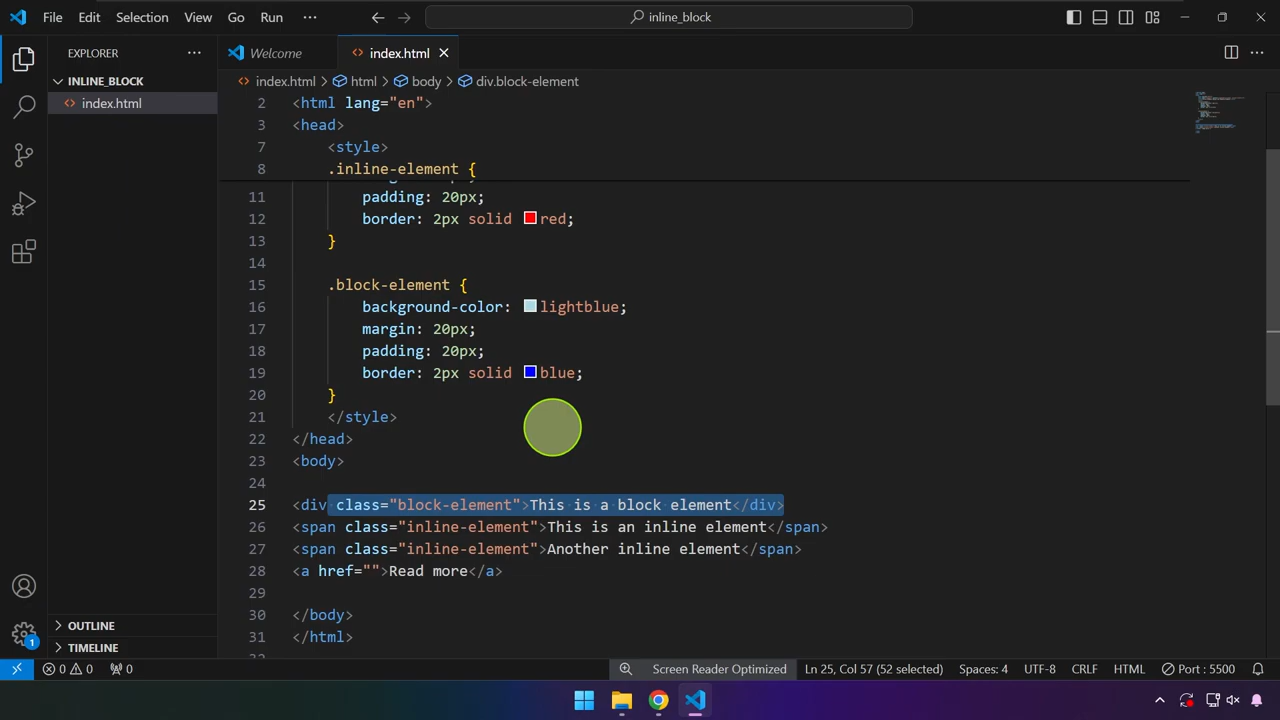 File Edit Selection View Go Run ··· inline_block
EXPLORER ···
Welcome
index.html
INLINE_BLOCK
index.html
index.html > html > body > div.block-element
2 <html lang="en">
3 <head>
7 <style>
8 .inline-element {
11 padding: 20px;
12 border: 2px solid red;
13 }
14
15 .block-element {
16 background-color: lightblue;
17 margin: 20px;
18 padding: 20px;
19 border: 2px solid blue;
20 }
21 </style>
22 </head>
23 <body>
24
25 <div class="block-element">This is a block element</div>
26 <span class="inline-element">This is an inline element</span>
27 <span class="inline-element">Another inline element</span>
28 <a href="">Read more</a>
29
30 </body>
31 </html>
OUTLINE
TIMELINE
1
0 0 0 Screen Reader Optimized Ln 25, Col 57 (52 selected) Spaces: 4 UTF-8 CRLF HTML Port : 5500